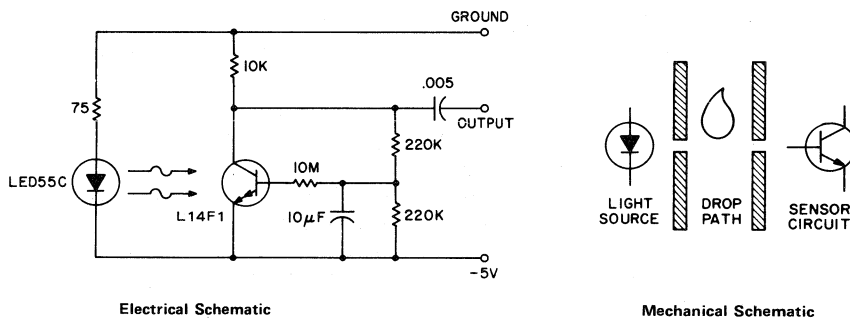 GROUND
10K
.005
75
OUTPUT
220K
LED55C
10M
L14F1
10μF
220K
-5V
Electrical Schematic
LIGHT
SOURCE
DROP
PATH
SENSOR
CIRCUIT
Mechanical Schematic